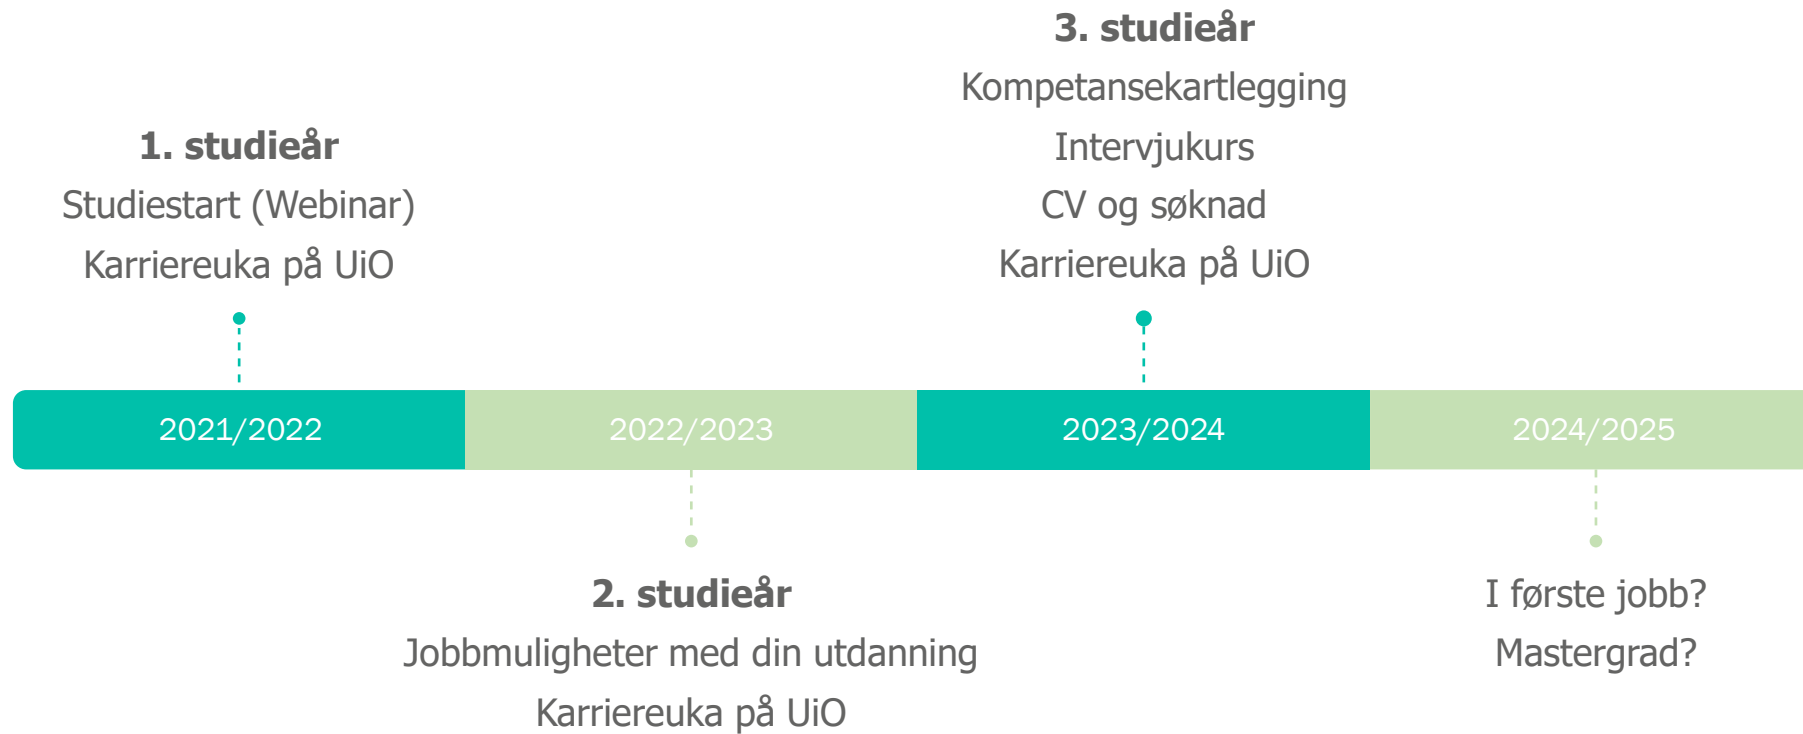 1. studieår
Studiestart (Webinar)
Karriereuka på UiO
3. studieår
Kompetansekartlegging
Intervjukurs
CV og søknad
Karriereuka på UiO
2021/2022
2022/2023
2023/2024
2024/2025
2. studieår
Jobbmuligheter med din utdanning
Karriereuka på UiO
I første jobb?
Mastergrad?